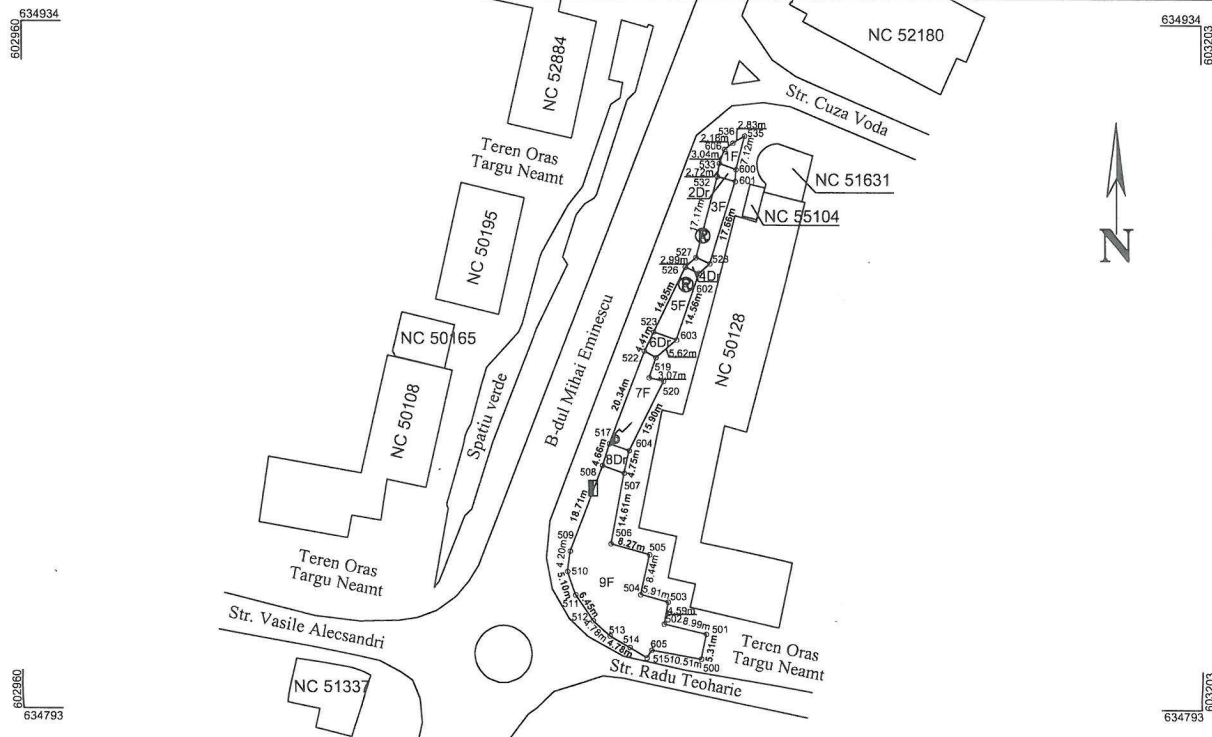 634934
602960
634934
603203
NC 52180
NC 52884
Str. Cuza Voda
Teren Oras
Targu Neamt
2.83m
536
535
2.18m
606
1F
7.12m
3.04m
533
600
2.72m
601
532
2Dr
3F
NC 51631
NC 55104
17.17m
17.66m
NC 50195
527
528
2.99m
526
4Dr
602
R
R
14.95m
5F
14.56m
B-dul Mihai Eminescu
523
603
4.41m
6Dr
5.62m
522
519
3.07m
520
7F
NC 50165
NC 50128
NC 50108
Spatiu verde
20.34m
15.90m
517
604
4.66m
8Dr
4.75m
508
507
18.71m
14.61m
506
8.27m
505
509
4.20m
8.44m
510
9F
504
5.91m
503
5.10m
511
6.45m
4.59m
502
8.99m
501
512
4.78m
513
4.78m
514
605
5.31m
515
10.51m
500
Teren Oras
Targu Neamt
Str. Vasile Alecsandri
Teren Oras
Targu Neamt
Str. Radu Teoharie
NC 51337
N
602960
634793
603203
634793